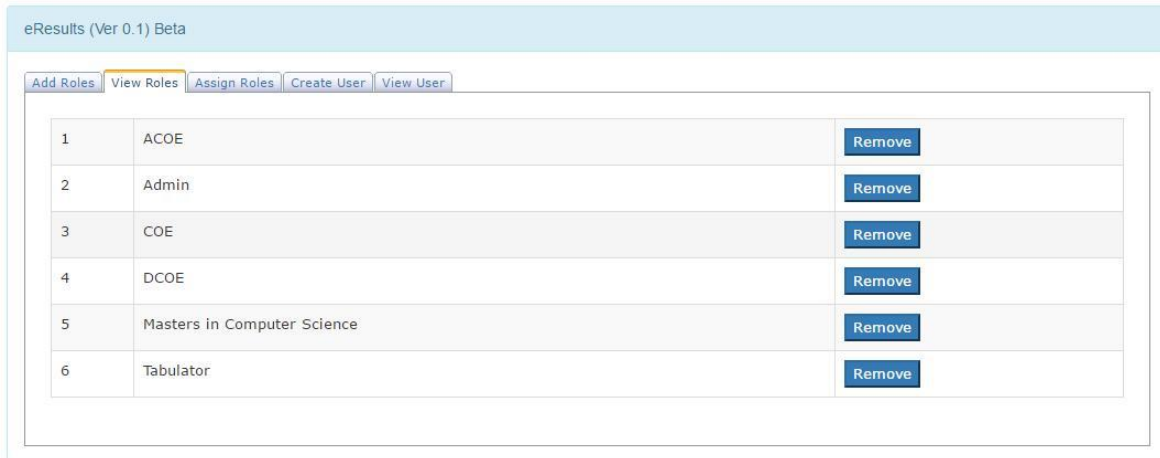 eResults (Ver 0.1) Beta
Add Roles View Roles Assign Roles Create User View User
1 ACOE Remove
2 Admin Remove
3 COE Remove
4 DCOE Remove
5 Masters in Computer Science Remove
6 Tabulator Remove